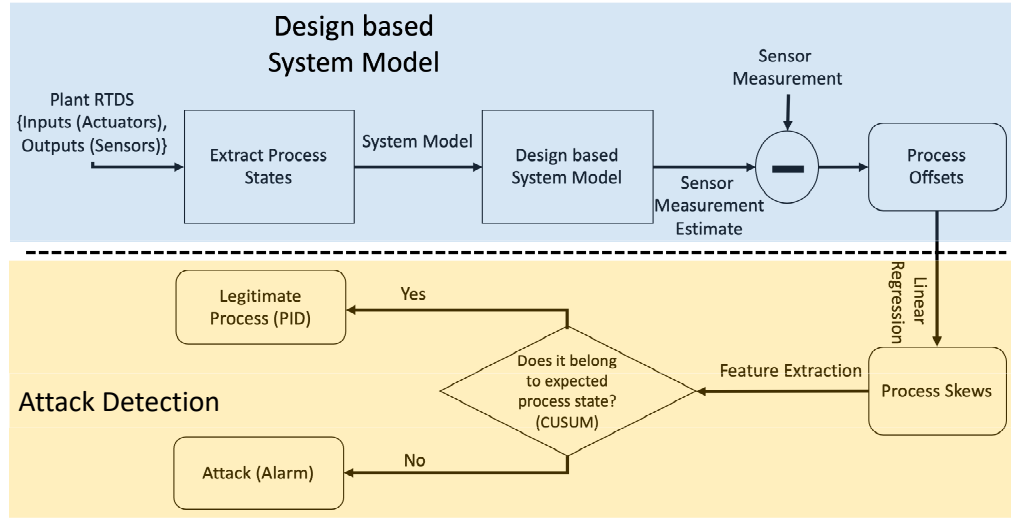 Design based
System Model
Plant RTDS
{Inputs (Actuators),
Outputs (Sensors)}
Extract Process
States
System Model
Design based
System Model
Sensor
Measurement
Estimate
Sensor
Measurement
Process
Offsets
Linear
Regression
Process Skews
Feature Extraction
Does it belong
to expected
process state?
(CUSUM)
Yes
Legitimate
Process (PID)
Attack Detection
No
Attack (Alarm)